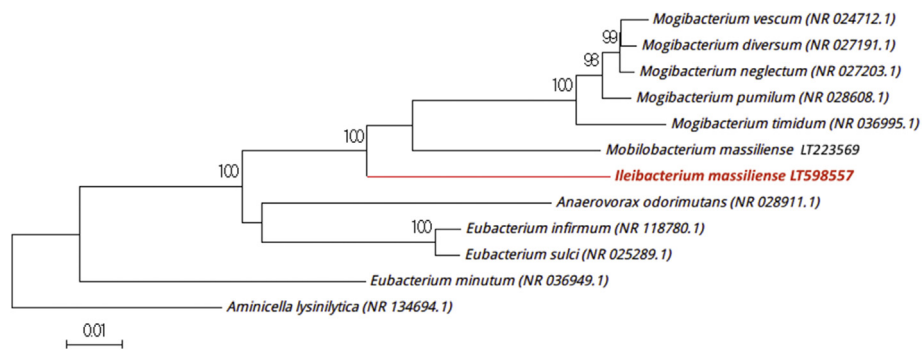 Mogibacterium vescum (NR 024712.1)
99
Mogibacterium diversum (NR 027191.1)
98
Mogibacterium neglectum (NR 027203.1)
100
Mogibacterium pumilum (NR 028608.1)
Mogibacterium timidum (NR 036995.1)
100
Mobilobacterium massiliense LT223569
100
Ileibacterium massiliense LT598557
Anaerovorax odorimutans (NR 028911.1)
100
Eubacterium infirmum (NR 118780.1)
Eubacterium sulci (NR 025289.1)
Eubacterium minutum (NR 036949.1)
Aminicella lysinilytica (NR 134694.1)
0.01